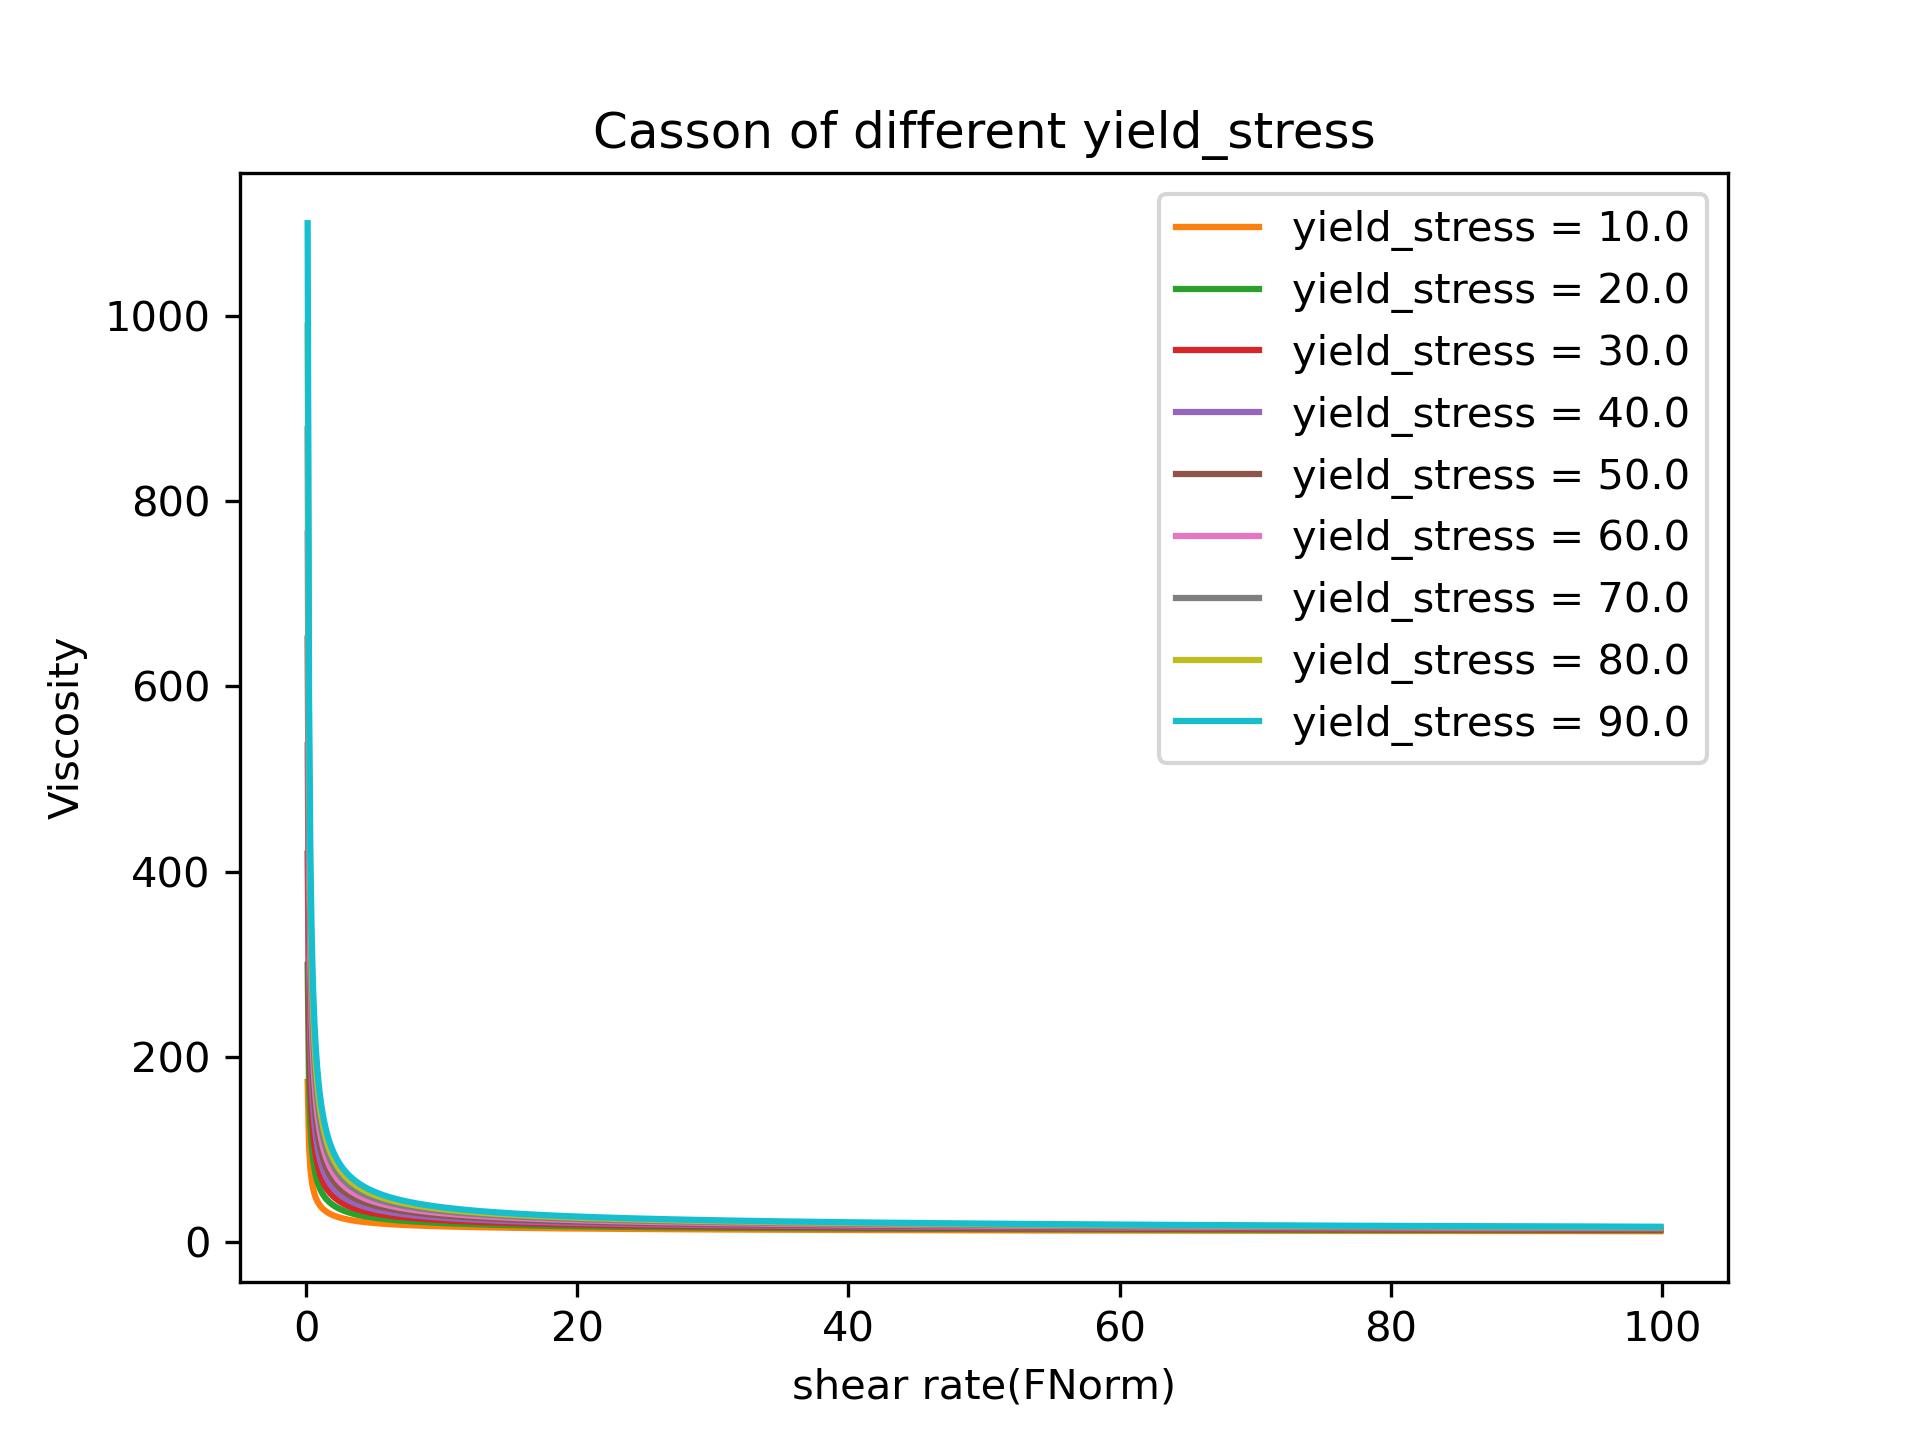 Casson of different yield_stress
yield_stress = 10.0
yield_stress = 20.0
yield_stress = 30.0
yield_stress = 40.0
yield_stress = 50.0
yield_stress = 60.0
yield_stress = 70.0
yield_stress = 80.0
yield_stress = 90.0
Viscosity
1000
800
600
400
200
0
0 20 40 60 80 100
shear rate(FNorm)